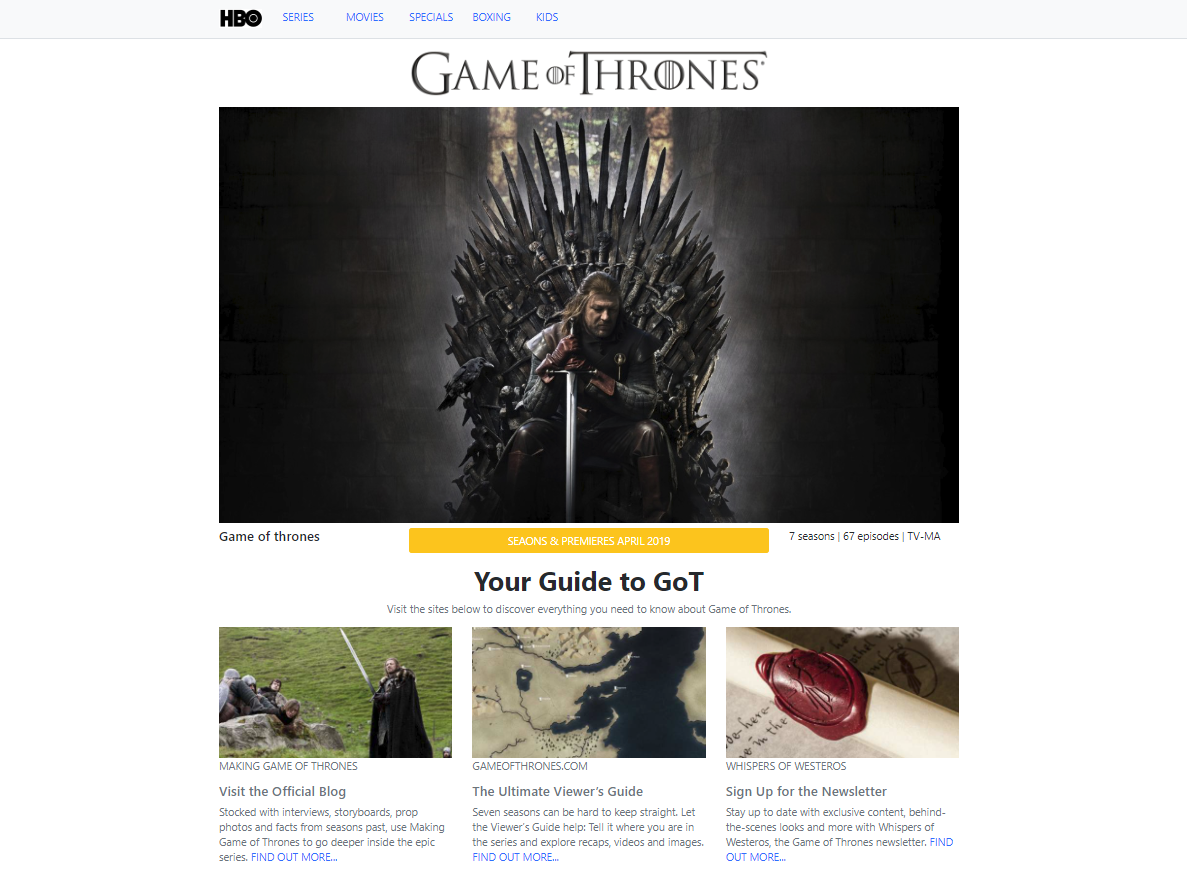 HBO SERIES MOVIES SPECIALS BOXING KIDS
GAME OF THRONES
Game of thrones
SEAONS & PREMIERES APRIL 2019
7 seasons | 67 episodes | TV-MA
Your Guide to GoT
Visit the sites below to discover everything you need to know about Game of Thrones.
MAKING GAME OF THRONES
Visit the Official Blog
Stocked with interviews, storyboards, prop
photos and facts from seasons past, use Making
Game of Thrones to go deeper inside the epic
series. FIND OUT MORE...
GAMEOFTHRONES.COM
The Ultimate Viewer’s Guide
Seven seasons can be hard to keep straight. Let
the Viewer’s Guide help: Tell it where you are in
the series and explore recaps, videos and images.
FIND OUT MORE...
WHISPERS OF WESTEROS
Sign Up for the Newsletter
Stay up to date with exclusive content, behind-
the-scenes looks and more with Whispers of
Westeros, the Game of Thrones newsletter. FIND
OUT MORE...